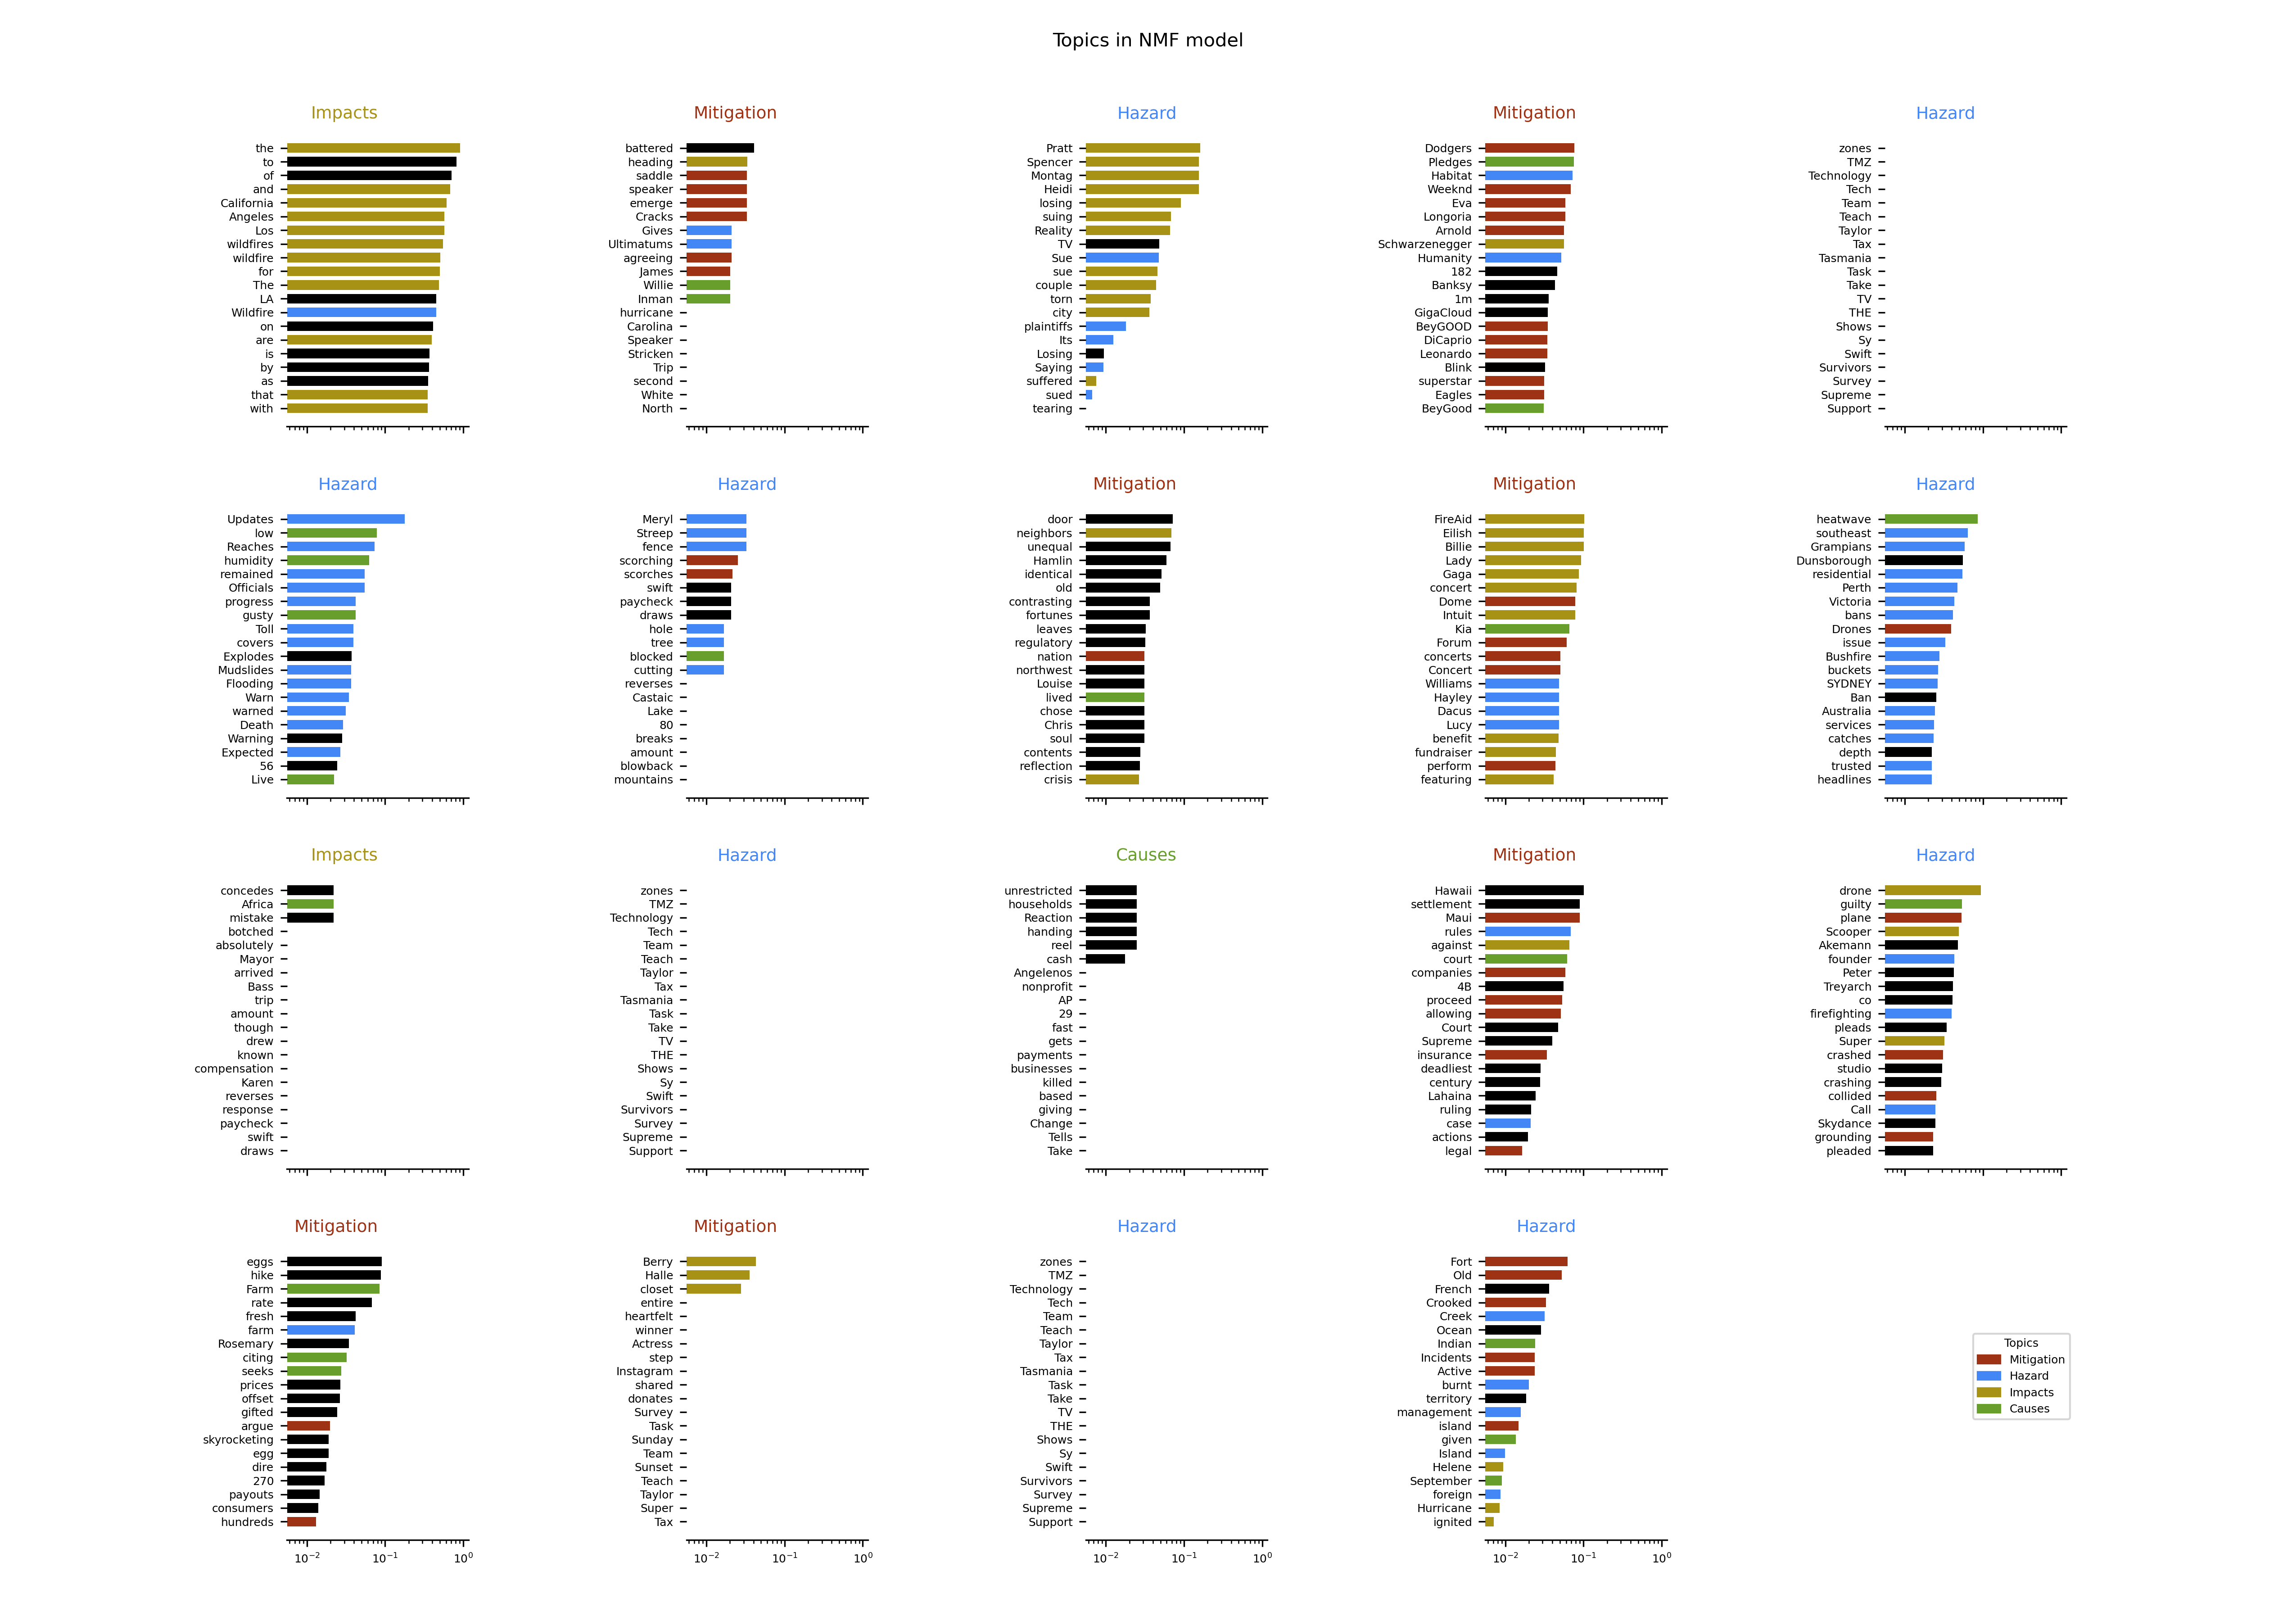 Topics in NMF model
Impacts
the
to
of
and
California
Angeles
Los
wildfires
wildfire
for
The
LA
Wildfire
on
are
is
by
as
that
with
Mitigation
battered
heading
saddle
speaker
emerge
Cracks
Gives
Ultimatums
agreeing
James
Willie
Inman
hurricane
Carolina
Speaker
Stricken
Trip
second
White
North
Hazard
Pratt
Spencer
Montag
Heidi
losing
suing
Reality
TV
Sue
sue
couple
torn
city
plaintiffs
Its
Losing
Saying
suffered
sued
tearing
Mitigation
Dodgers
Pledges
Habitat
Weeknd
Eva
Longoria
Arnold
Schwarzenegger
Humanity
182
Banksy
1m
GigaCloud
BeyGOOD
DiCaprio
Leonardo
Blink
superstar
Eagles
BeyGood
Hazard
zones
TMZ
Technology
Tech
Team
Teach
Taylor
Tax
Tasmania
Task
Take
TV
THE
Shows
Sy
Swift
Survivors
Survey
Supreme
Support
Hazard
Updates
low
Reaches
humidity
remained
Officials
progress
gusty
Toll
covers
Explodes
Mudslides
Flooding
Warn
warned
Death
Warning
Expected
56
Live
Hazard
Meryl
Streep
fence
scorching
scorches
swift
paycheck
draws
hole
tree
blocked
cutting
reverses
Castaic
Lake
80
breaks
amount
blowback
mountains
Mitigation
door
neighbors
unequal
Hamlin
identical
old
contrasting
fortunes
leaves
regulatory
nation
northwest
Louise
lived
chose
Chris
soul
contents
reflection
crisis
Mitigation
FireAid
Eilish
Billie
Lady
Gaga
concert
Dome
Intuit
Kia
Forum
concerts
Concert
Williams
Hayley
Dacus
Lucy
benefit
fundraiser
perform
featuring
Hazard
heatwave
southeast
Grampians
Dunsborough
residential
Perth
Victoria
bans
Drones
issue
Bushfire
buckets
SYDNEY
Ban
Australia
services
catches
depth
trusted
headlines
Impacts
concedes
Africa
mistake
botched
absolutely
Mayor
arrived
Bass
trip
amount
though
drew
known
compensation
Karen
reverses
response
paycheck
swift
draws
Hazard
zones
TMZ
Technology
Tech
Team
Teach
Taylor
Tax
Tasmania
Task
Take
TV
THE
Shows
Sy
Swift
Survivors
Survey
Supreme
Support
Causes
unrestricted
households
Reaction
handing
reel
cash
Angelenos
nonprofit
AP
29
fast
gets
payments
businesses
killed
based
giving
Change
Tells
Take
Mitigation
Hawaii
settlement
Maui
rules
against
court
companies
4B
proceed
allowing
Court
Supreme
insurance
deadliest
century
Lahaina
ruling
case
actions
legal
Hazard
drone
guilty
plane
Scooper
Akemann
founder
Peter
Treyarch
co
firefighting
pleads
Super
crashed
studio
crashing
collided
Call
Skydance
grounding
pleaded
Mitigation
eggs
hike
Farm
rate
fresh
farm
Rosemary
citing
seeks
prices
offset
gifted
argue
skyrocketing
egg
dire
270
payouts
consumers
hundreds
10⁻² 10⁻¹ 10⁰
Mitigation
Berry
Halle
closet
entire
heartfelt
winner
Actress
step
Instagram
shared
donates
Survey
Task
Sunday
Team
Sunset
Teach
Taylor
Super
Tax
10⁻² 10⁻¹ 10⁰
Hazard
zones
TMZ
Technology
Tech
Team
Teach
Taylor
Tax
Tasmania
Task
Take
TV
THE
Shows
Sy
Swift
Survivors
Survey
Supreme
Support
10⁻² 10⁻¹ 10⁰
Hazard
Fort
Old
French
Crooked
Creek
Ocean
Indian
Incidents
Active
burnt
territory
management
island
given
Island
Helene
September
foreign
Hurricane
ignited
10⁻² 10⁻¹ 10⁰
Topics
Mitigation
Hazard
Impacts
Causes